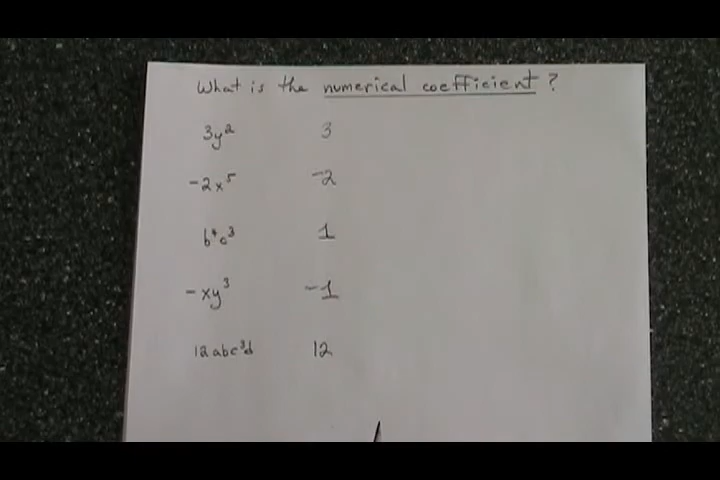 What is the numerical coefficient ?
3y² 3
-2x⁵ -2
b⁴c³ 1
-xy³ -1
12abc³d 12